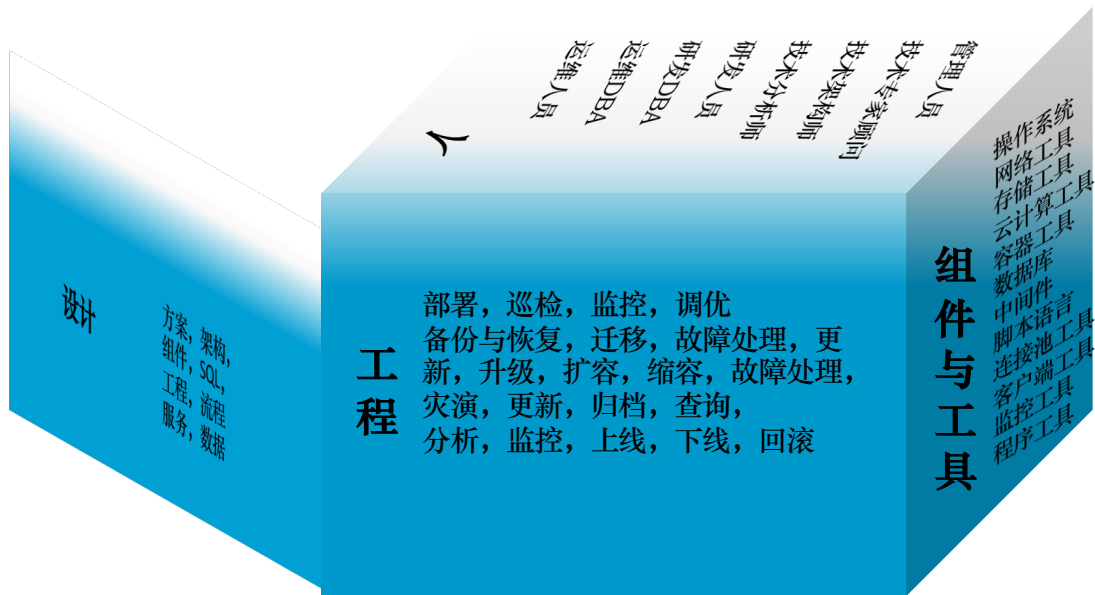 人
运维人员
运维DBA
研发DBA
研发人员
技术分析师
技术架构师
技术专家顾问
管理人员
设计
方案，架构，
组件，SQL，
工程，流程
服务，数据
工程
部署，巡检，监控，调优
备份与恢复，迁移，故障处理，更
新，升级，扩容，缩容，故障处理，
灾演，更新，归档，查询，
分析，监控，上线，下线，回滚
组件与工具
操作系统
网络工具
存储工具
云计算工具
容器工具
数据库
中间件
脚本语言
连接池工具
客户端工具
监控工具
程序工具